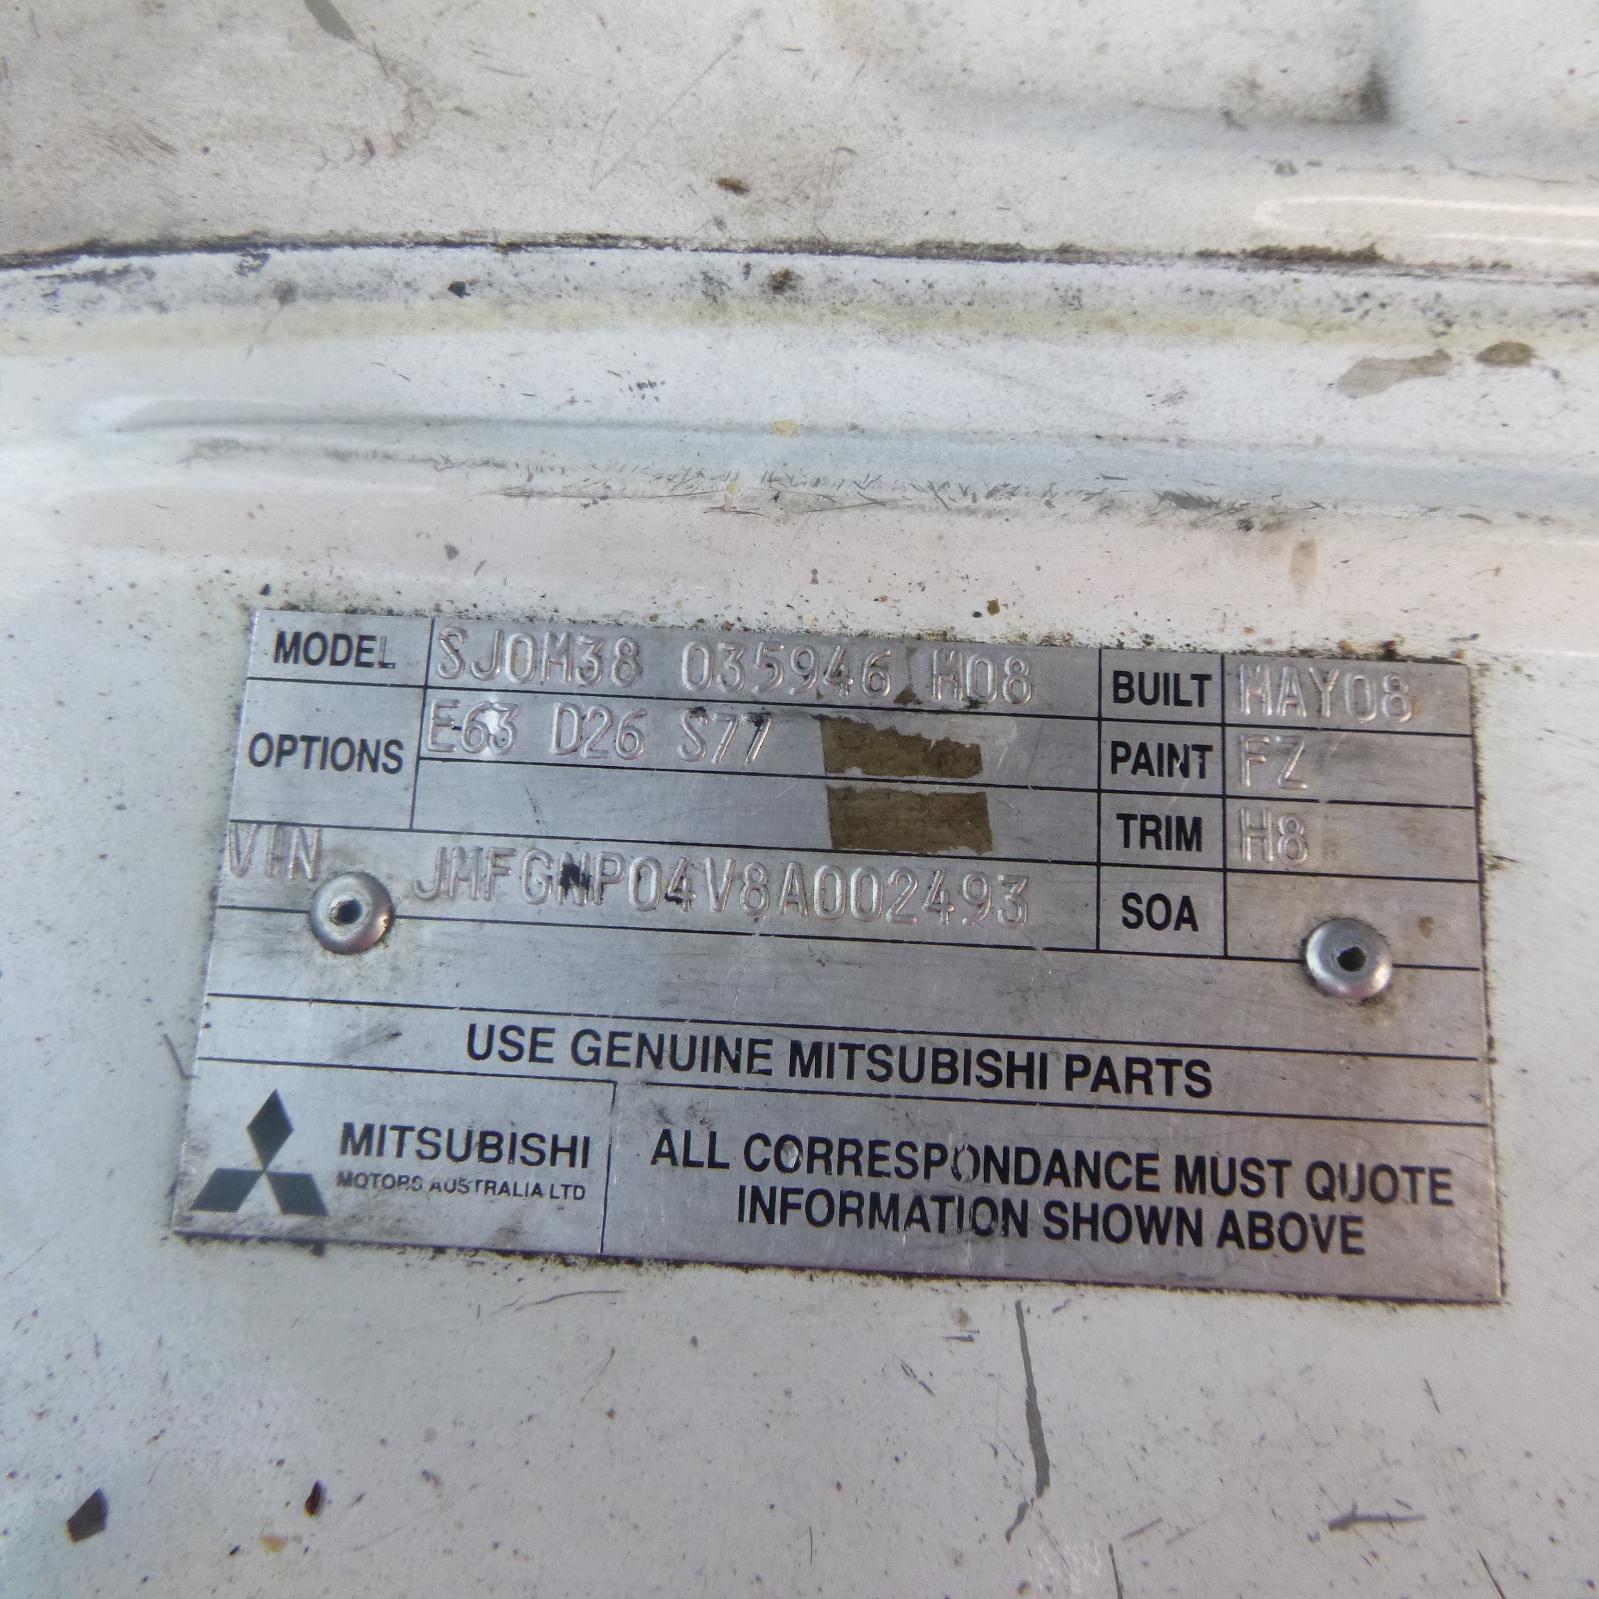 MODEL SJ0M38 035946 M08 BUILT MAY08
OPTIONS E63 D26 S77 PAINT FZ
TRIM H8
VIN JMFGNP04V8A002493 SOA
USE GENUINE MITSUBISHI PARTS
MITSUBISHI
MOTORS AUSTRALIA LTD
ALL CORRESPONDANCE MUST QUOTE
INFORMATION SHOWN ABOVE